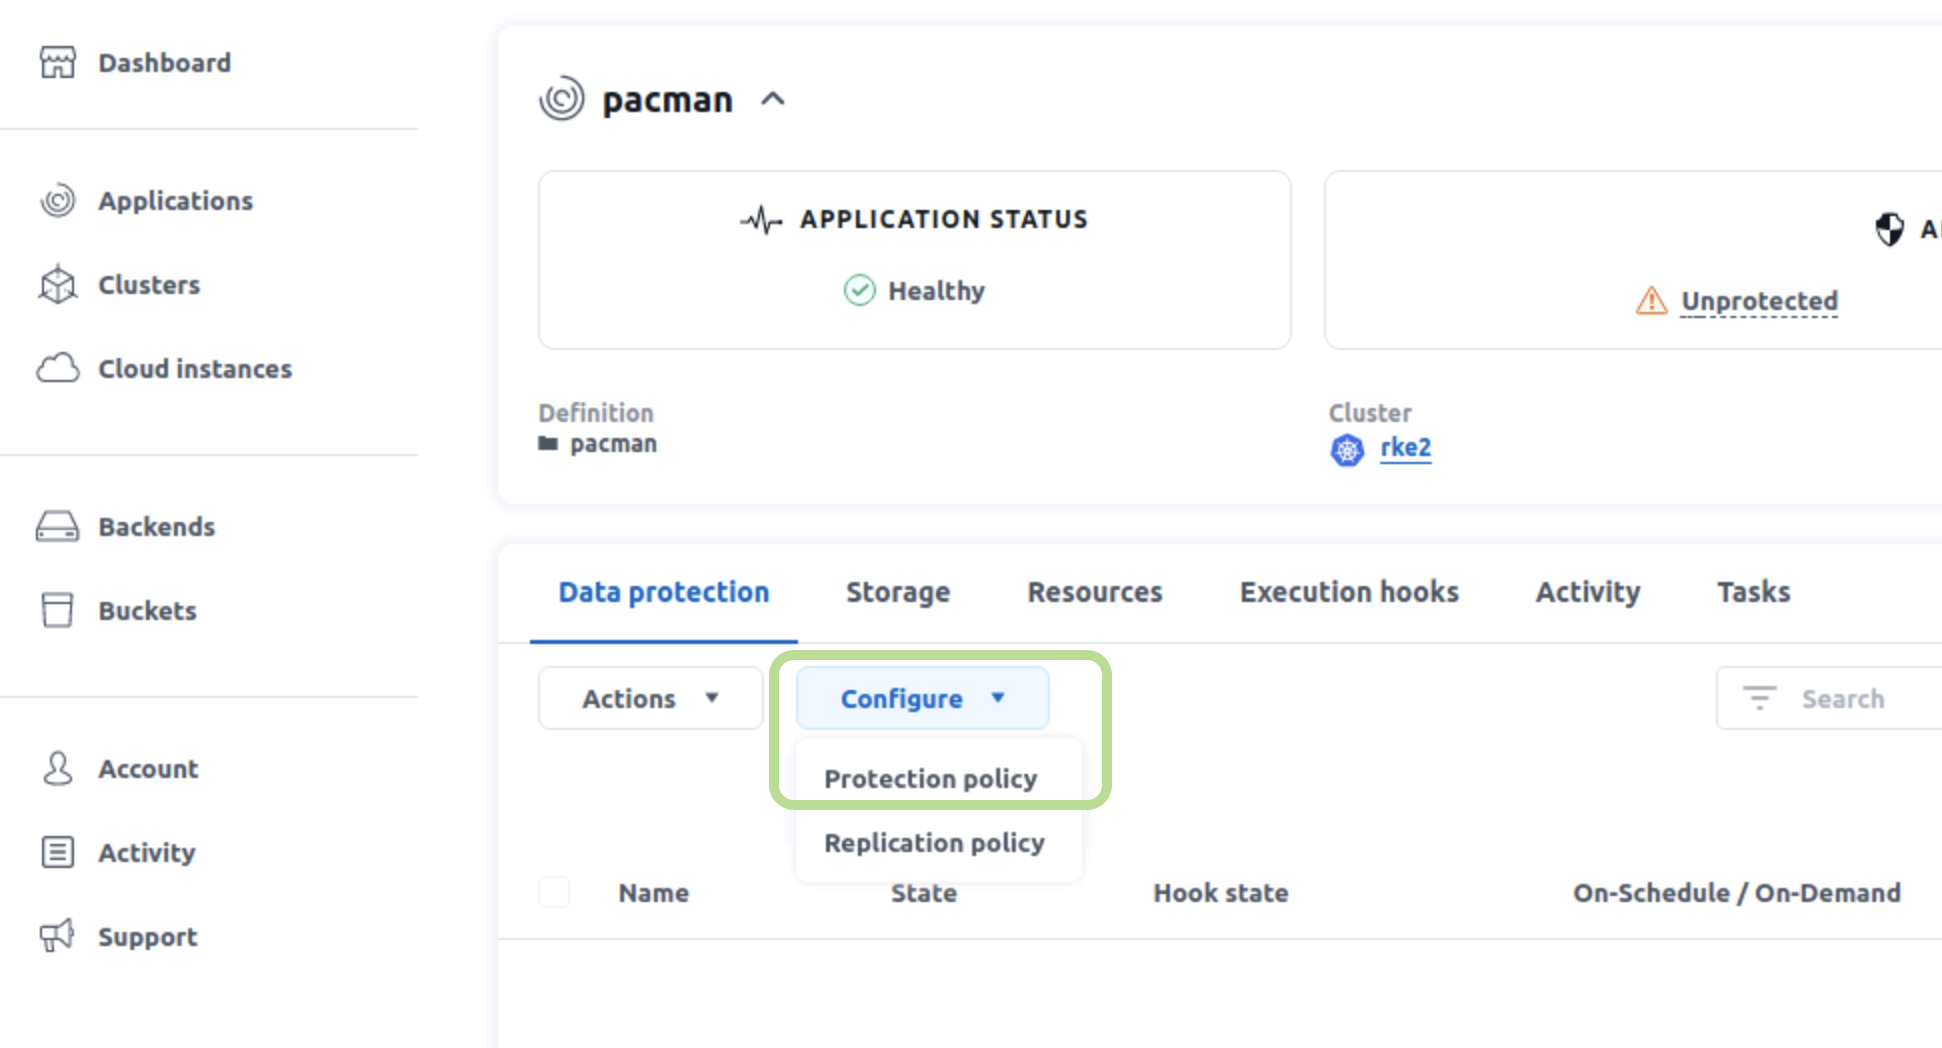 Dashboard
Applications
Clusters
Cloud instances
Backends
Buckets
Account
Activity
Support
pacman
APPLICATION STATUS
Healthy
Unprotected
Definition
pacman
Cluster
rke2
Data protection Storage Resources Execution hooks Activity Tasks
Actions Configure Search
Protection policy
Replication policy
Name State Hook state On-Schedule / On-Demand